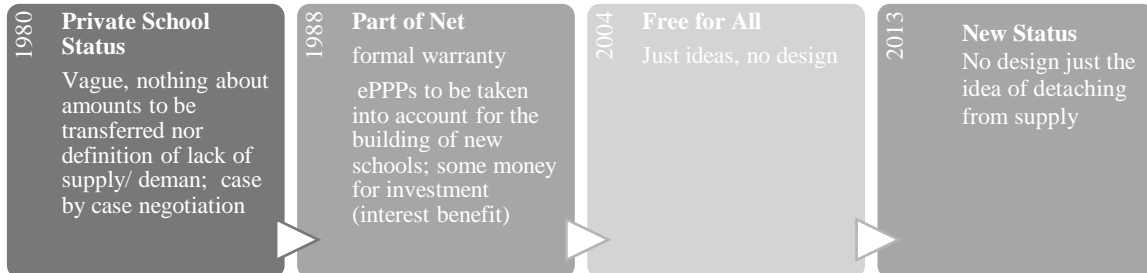 1980
Private School
Status
Vague, nothing about
amounts to be
transferred nor
definition of lack of
supply/ deman; case
by case negotiation
1988
Part of Net
formal warranty
ePPPs to be taken
into account for the
building of new
schools; some money
for investment
(interest benefit)
2004
Free for All
Just ideas, no design
2013
New Status
No design just the
idea of detaching
from supply